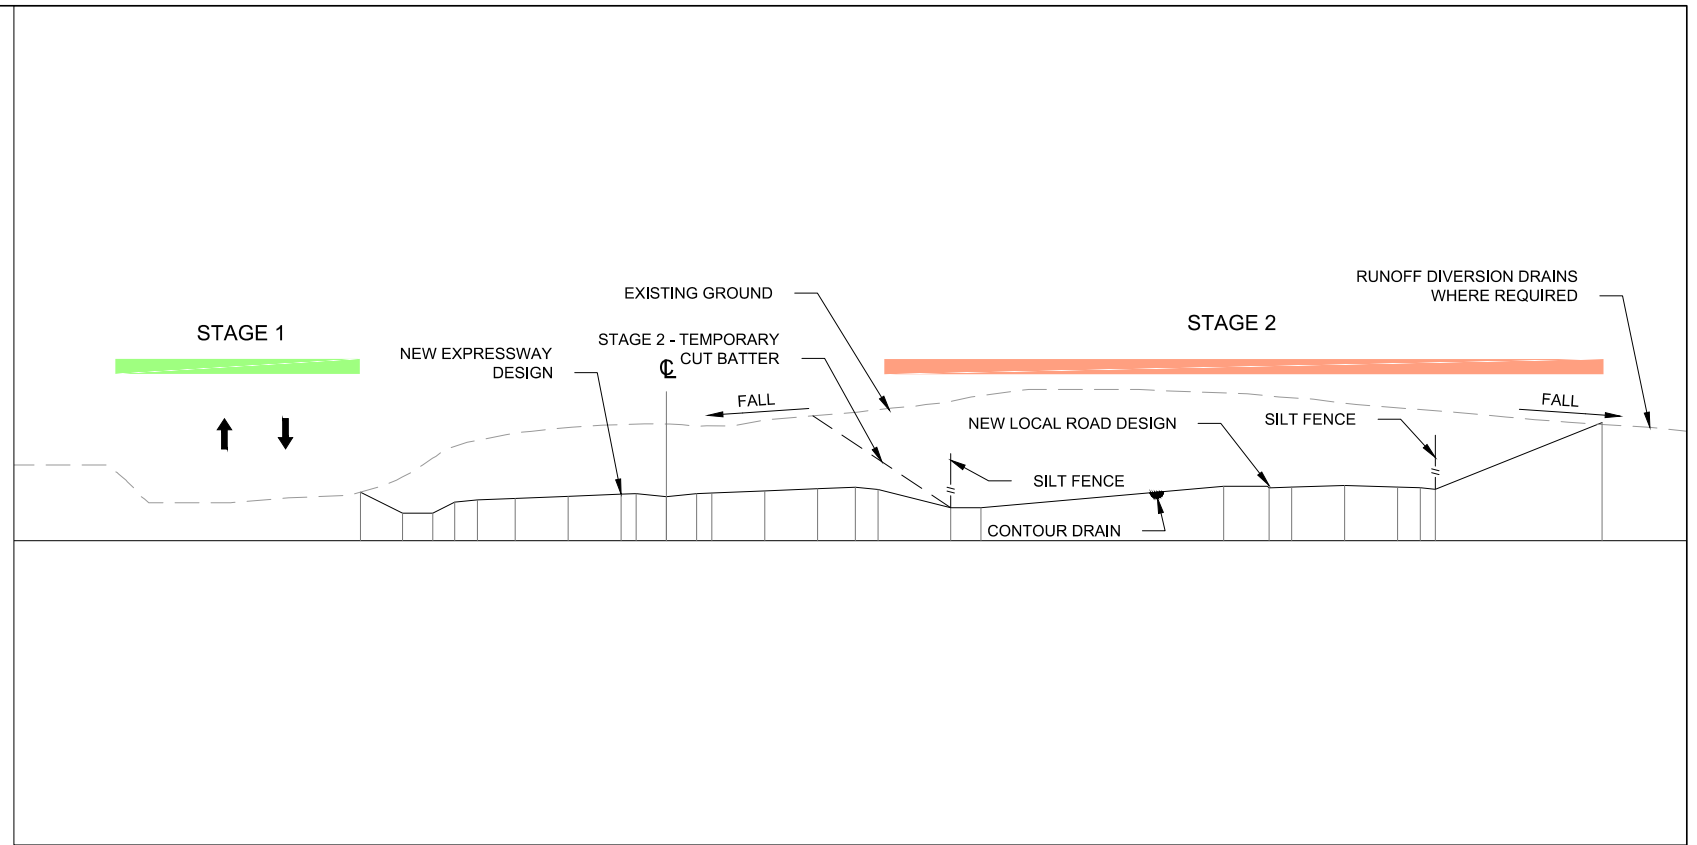 RUNOFF DIVERSION DRAINS
WHERE REQUIRED
EXISTING GROUND
STAGE 1
STAGE 2
STAGE 2 - TEMPORARY
CUT BATTER
NEW EXPRESSWAY
DESIGN
℄
FALL
FALL
NEW LOCAL ROAD DESIGN
SILT FENCE
SILT FENCE
CONTOUR DRAIN